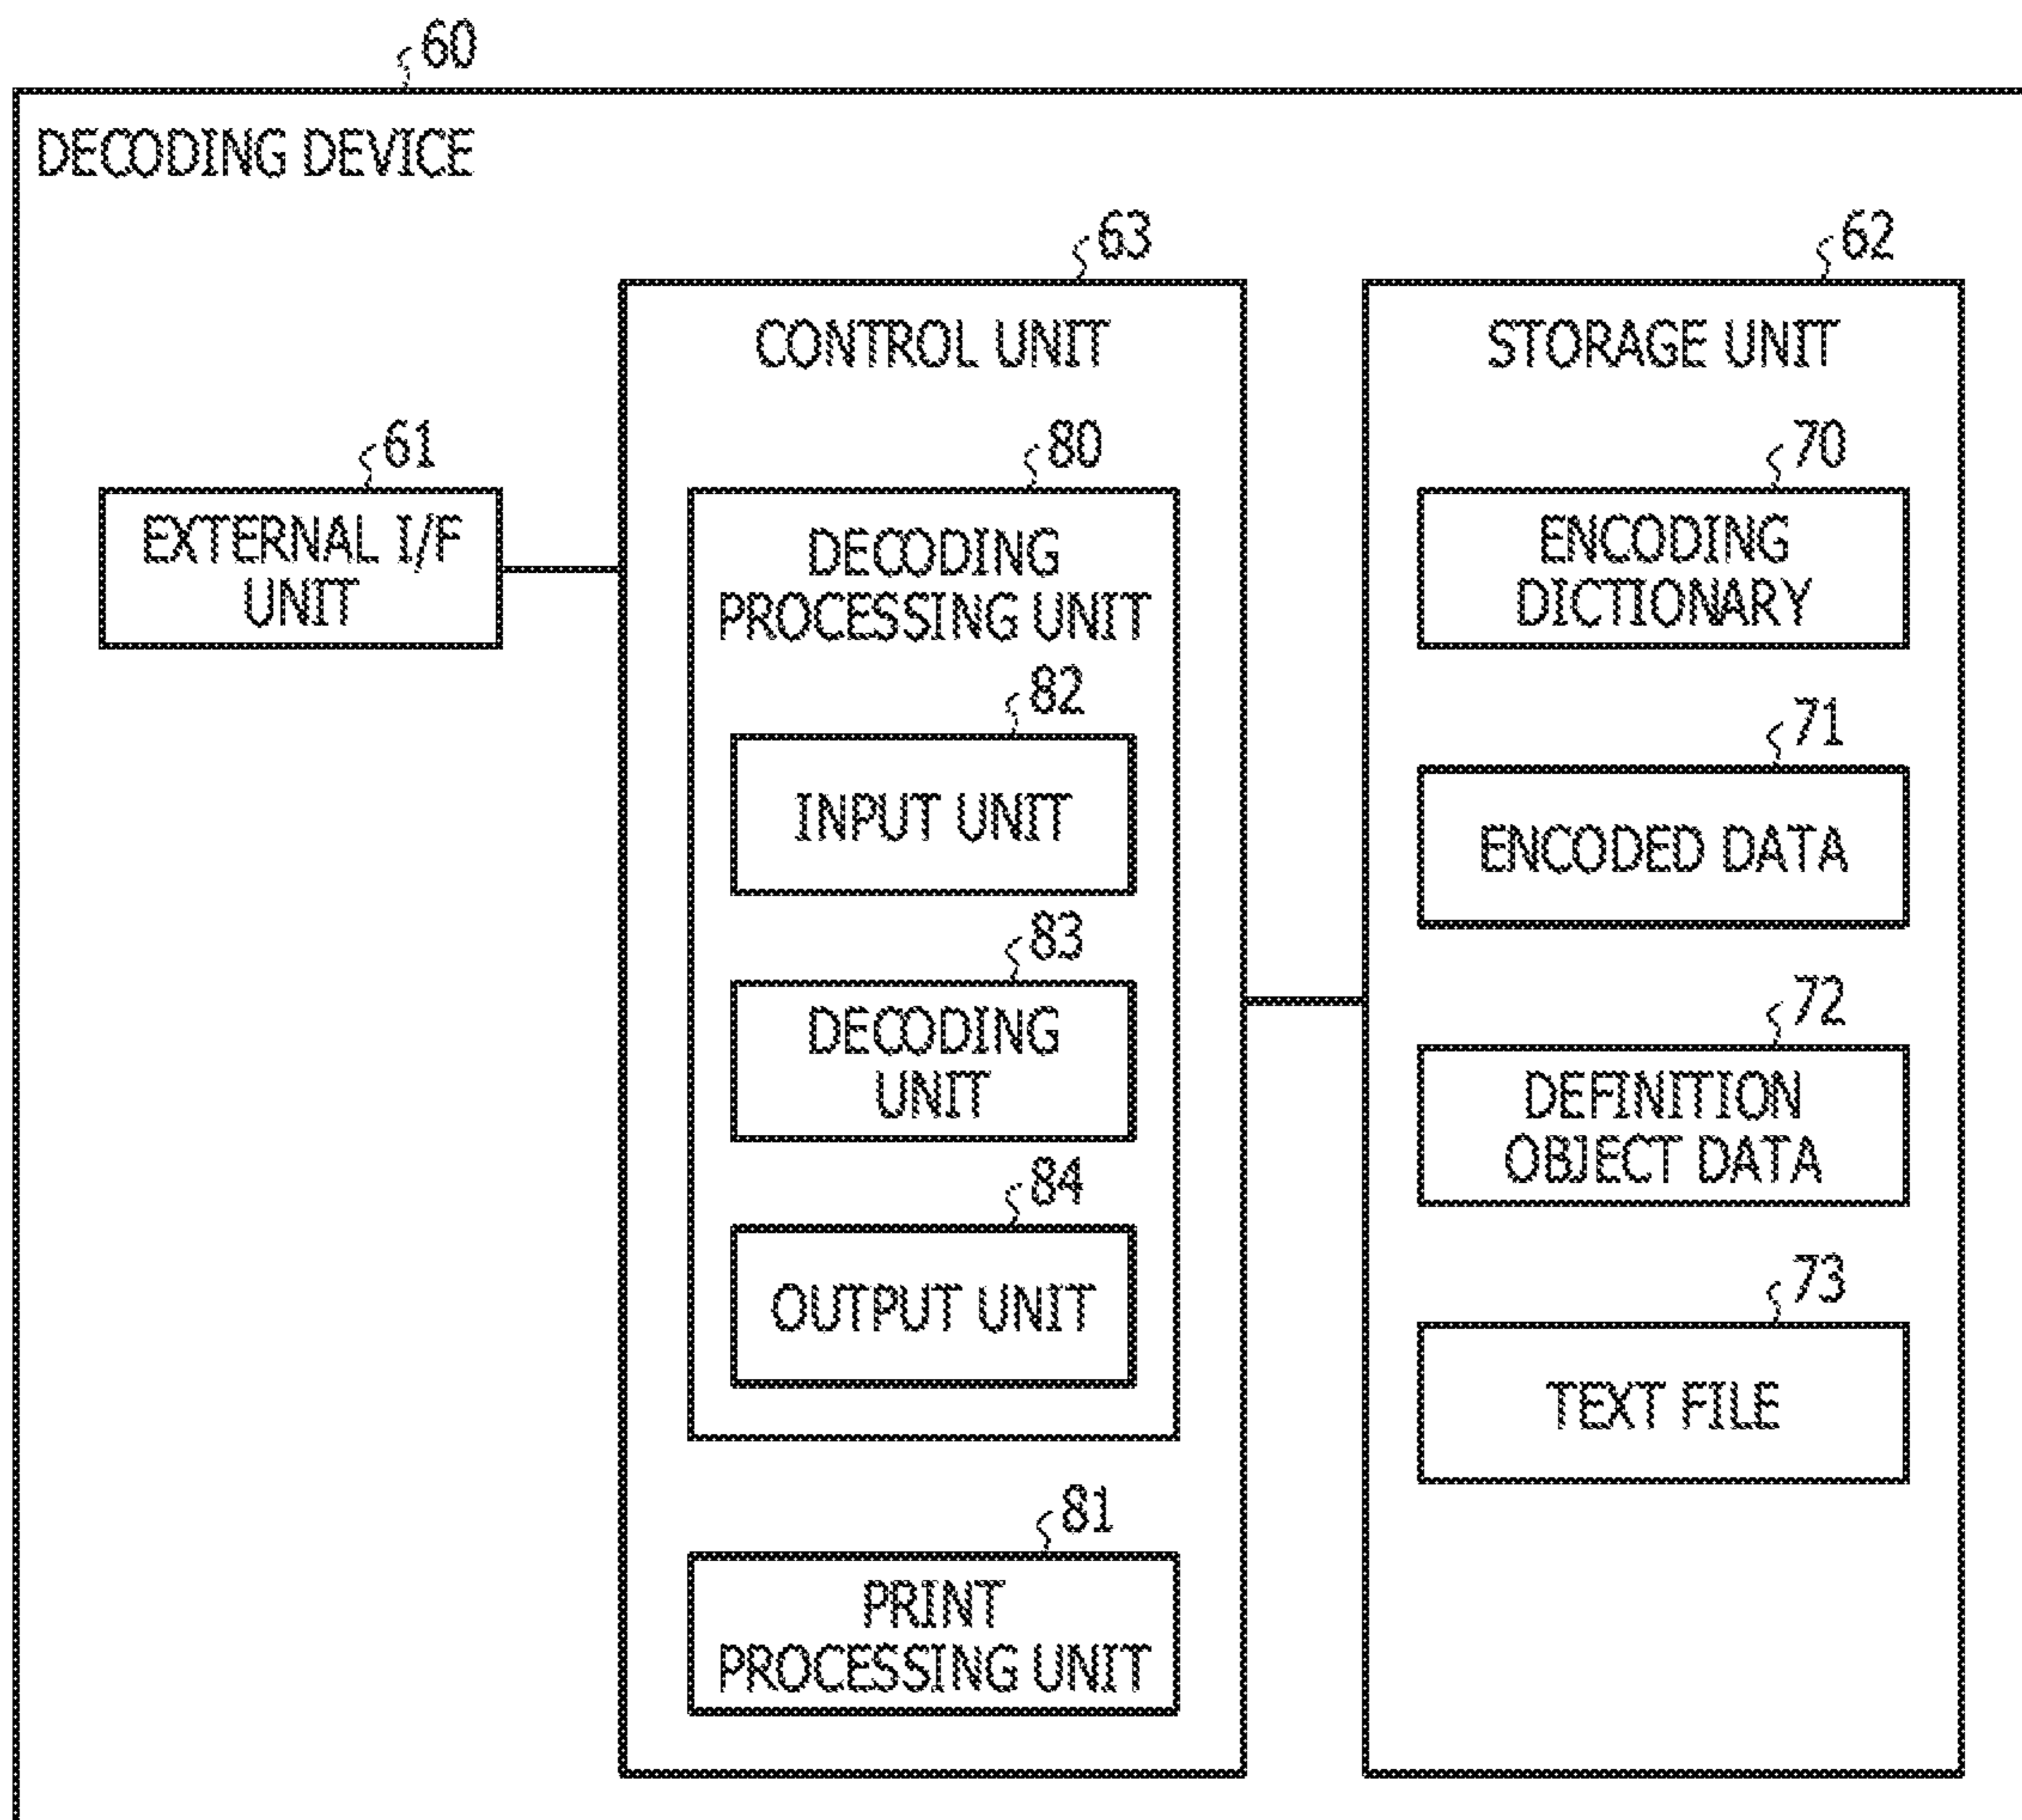 60
DECODING DEVICE
63
CONTROL UNIT
62
STORAGE UNIT
61
EXTERNAL I/F
UNIT
80
DECODING
PROCESSING UNIT
82
INPUT UNIT
83
DECODING
UNIT
84
OUTPUT UNIT
81
PRINT
PROCESSING UNIT
70
ENCODING
DICTIONARY
71
ENCODED DATA
72
DEFINITION
OBJECT DATA
73
TEXT FILE